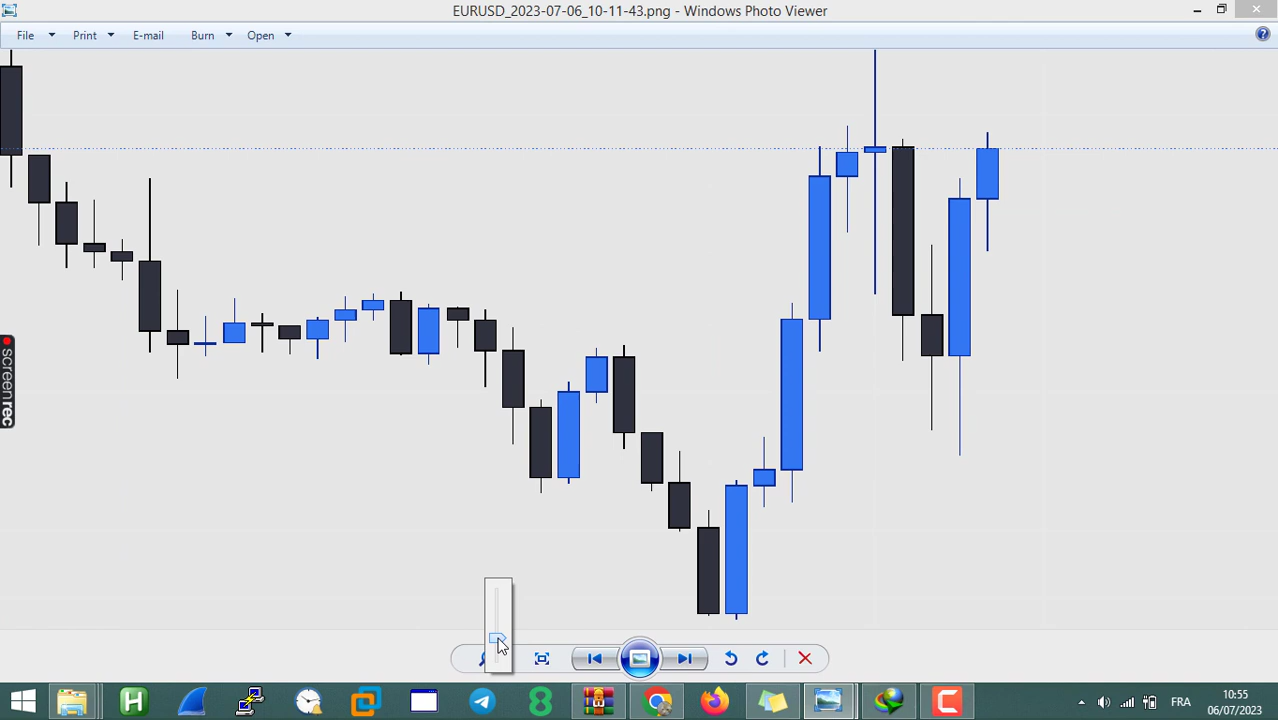 EURUSD_2023-07-06_10-11-43.png - Windows Photo Viewer
File Print E-mail Burn Open
screenrec
10:55
FR
06/07/2023